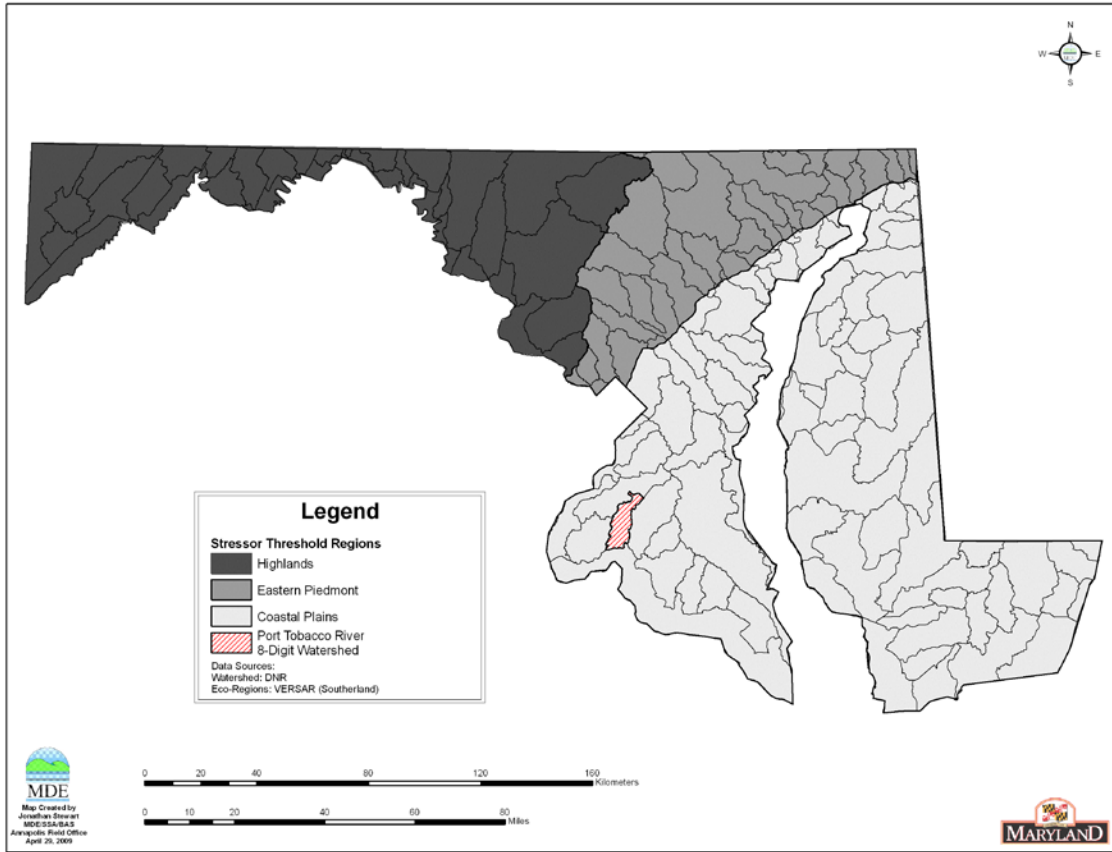 N
W E
S
Legend
Stressor Threshold Regions
Highlands
Eastern Piedmont
Coastal Plains
Port Tobacco River
8-Digit Watershed
Data Sources:
Watershed: DNR
Eco-Regions: VERSAR (Southerland)
MDE
Map Created by
Jonathan Stewart
MDE/SSA/BAS
Annapolis Field Office
April 29, 2009
0 20 40 80 120 160
Kilometers
0 10 20 40 60 80
Miles
MARYLAND